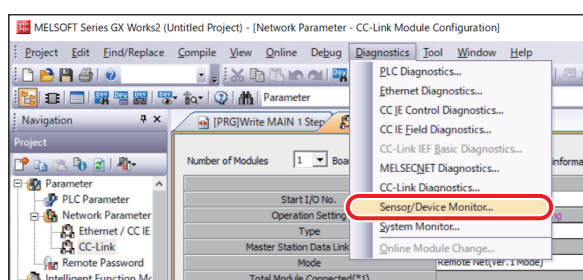 MELSOFT Series GX Works2 (Untitled Project) - [Network Parameter - CC-Link Module Configuration]
Project Edit Find/Replace Compile View Online Debug Diagnostics Tool Window Help
Parameter
Navigation
[PRG]Write MAIN 1 Step
Project
Parameter
PLC Parameter
Network Parameter
Ethernet / CC IE
CC-Link
Remote Password
Number of Modules 1 Boa
Start I/O No.
Operation Setting
Type
Master Station Data Link
Mode
Remote Net(Ver.1 Mode)
Total Module Connected(*1)
PLC Diagnostics...
Ethernet Diagnostics...
CC IE Control Diagnostics...
CC IE Field Diagnostics...
CC-Link IEF Basic Diagnostics...
MELSECNET Diagnostics...
CC-Link Diagnostics...
Sensor/Device Monitor...
System Monitor...
Online Module Change...